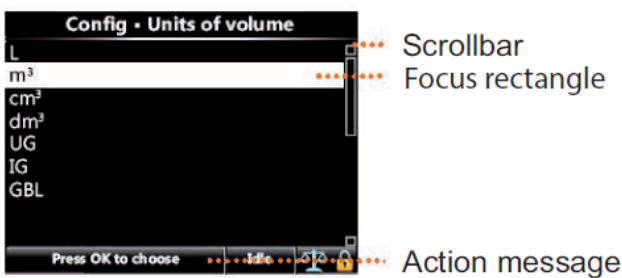 Config - Units of volume
L
Scrollbar
m³
Focus rectangle
cm³
dm³
UG
IG
GBL
Press OK to choose
Idle
Action message